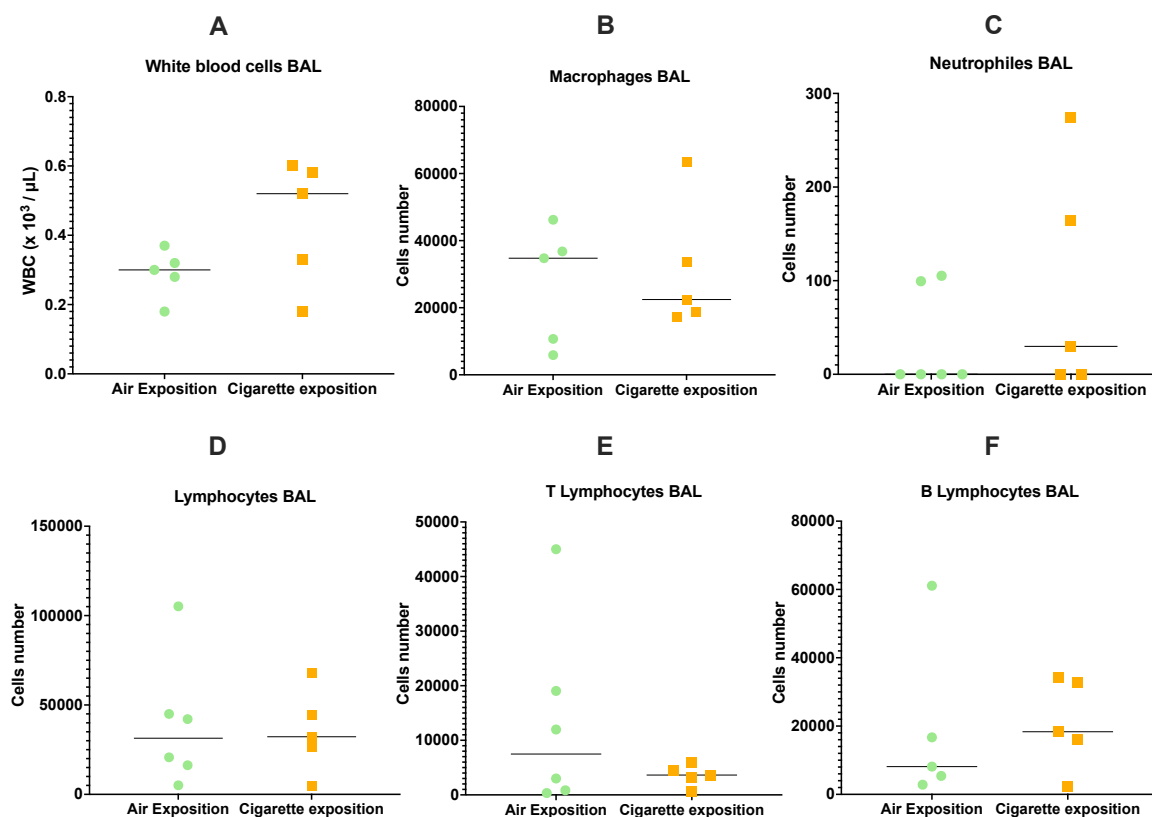 A
White blood cells BAL
WBC (x 10³ / µL)
0.8
0.6
0.4
0.2
0.0
Air Exposition
Cigarette exposition
B
Macrophages BAL
Cells number
80000
60000
40000
20000
0
Air Exposition
Cigarette exposition
C
Neutrophiles BAL
Cells number
300
200
100
0
Air Exposition
Cigarette exposition
D
Lymphocytes BAL
Cells number
150000
100000
50000
0
Air Exposition
Cigarette exposition
E
T Lymphocytes BAL
Cells number
50000
40000
30000
20000
10000
0
Air Exposition
Cigarette exposition
F
B Lymphocytes BAL
Cells number
80000
60000
40000
20000
0
Air Exposition
Cigarette exposition